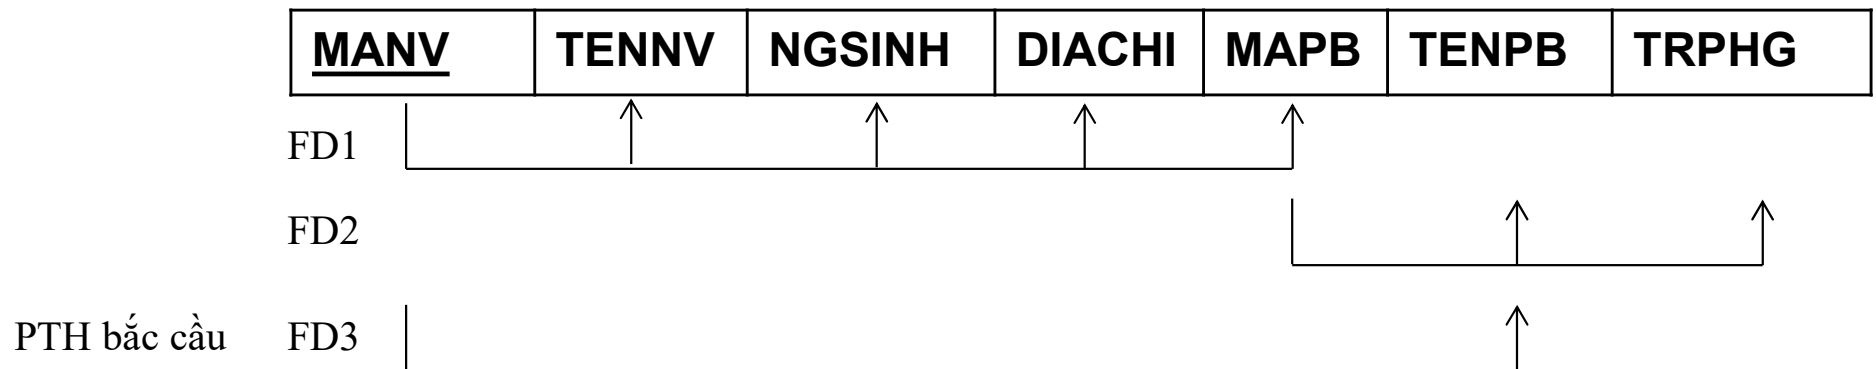 MANV TENNV NGSINH DIACHI MAPB TENPB TRPHG
FD1
FD2
PTH bắc cầu FD3